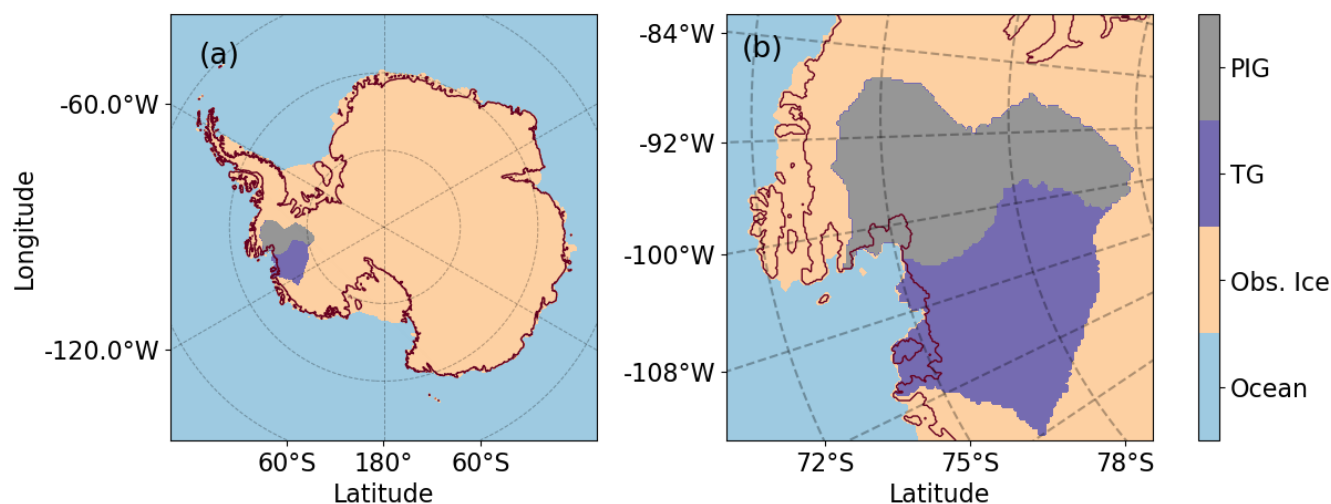 (a)
-60.0°W
-120.0°W
Longitude
60°S 180° 60°S
Latitude
(b)
-84°W
-92°W
-100°W
-108°W
72°S 75°S 78°S
Latitude
PIG
TG
Obs. Ice
Ocean